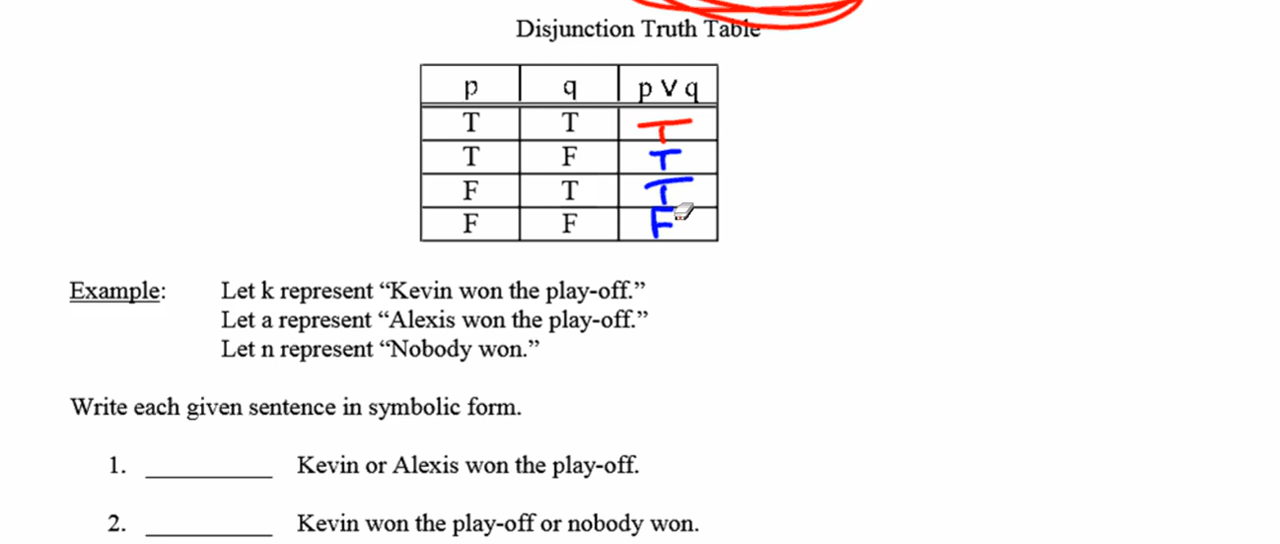 Disjunction Truth Table
p q p ∨ q
T T T
T F T
F T T
F F F
Example: Let k represent “Kevin won the play-off.”
Let a represent “Alexis won the play-off.”
Let n represent “Nobody won.”
Write each given sentence in symbolic form.
1. __________ Kevin or Alexis won the play-off.
2. __________ Kevin won the play-off or nobody won.